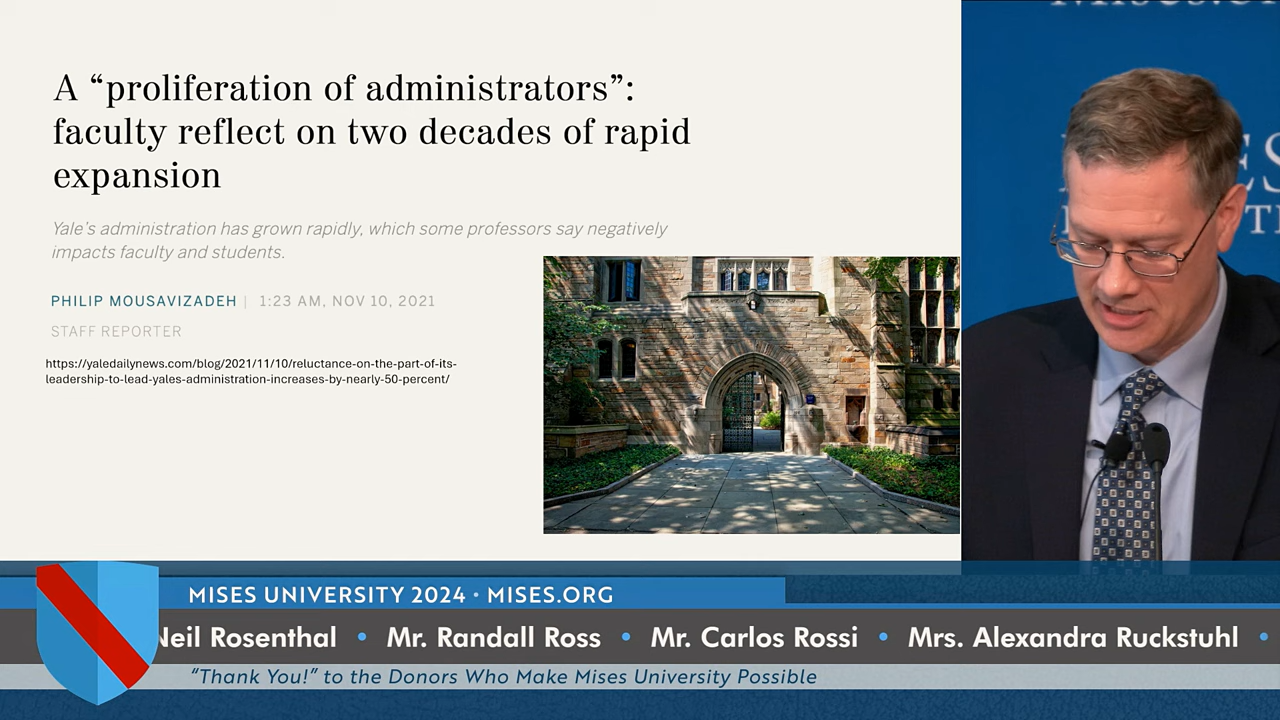 A “proliferation of administrators”:
faculty reflect on two decades of rapid
expansion
Yale’s administration has grown rapidly, which some professors say negatively
impacts faculty and students.
PHILIP MOUSAVIZADEH | 1:23 AM, NOV 10, 2021
STAFF REPORTER
https://yaledailynews.com/blog/2021/11/10/reluctance-on-the-part-of-its-
leadership-to-lead-yales-administration-increases-by-nearly-50-percent/
MISES UNIVERSITY 2024 • MISES.ORG
Neil Rosenthal • Mr. Randall Ross • Mr. Carlos Rossi • Mrs. Alexandra Ruckstuhl •
“Thank You!” to the Donors Who Make Mises University Possible